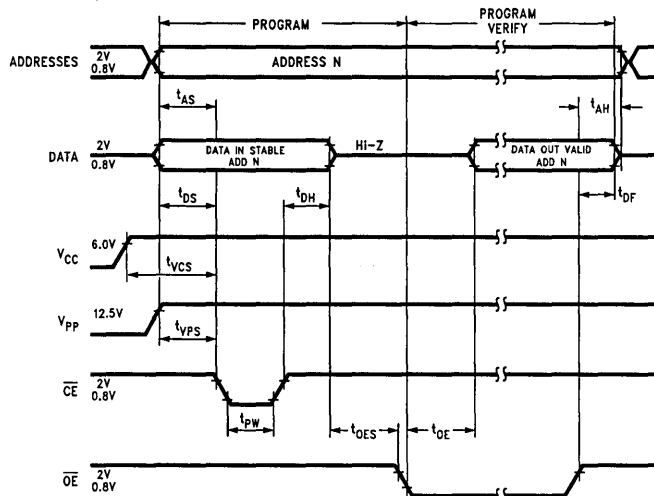 PROGRAM
PROGRAM
VERIFY
ADDRESSES
2V
0.8V
ADDRESS N
tAS
tAH
DATA
2V
0.8V
DATA IN STABLE
ADD N
Hi-Z
DATA OUT VALID
ADD N
tDS
tDH
tDF
VCC
6.0V
tVCS
VPP
12.5V
tVPS
CE
2V
0.8V
tPW
tOES
tOE
OE
2V
0.8V